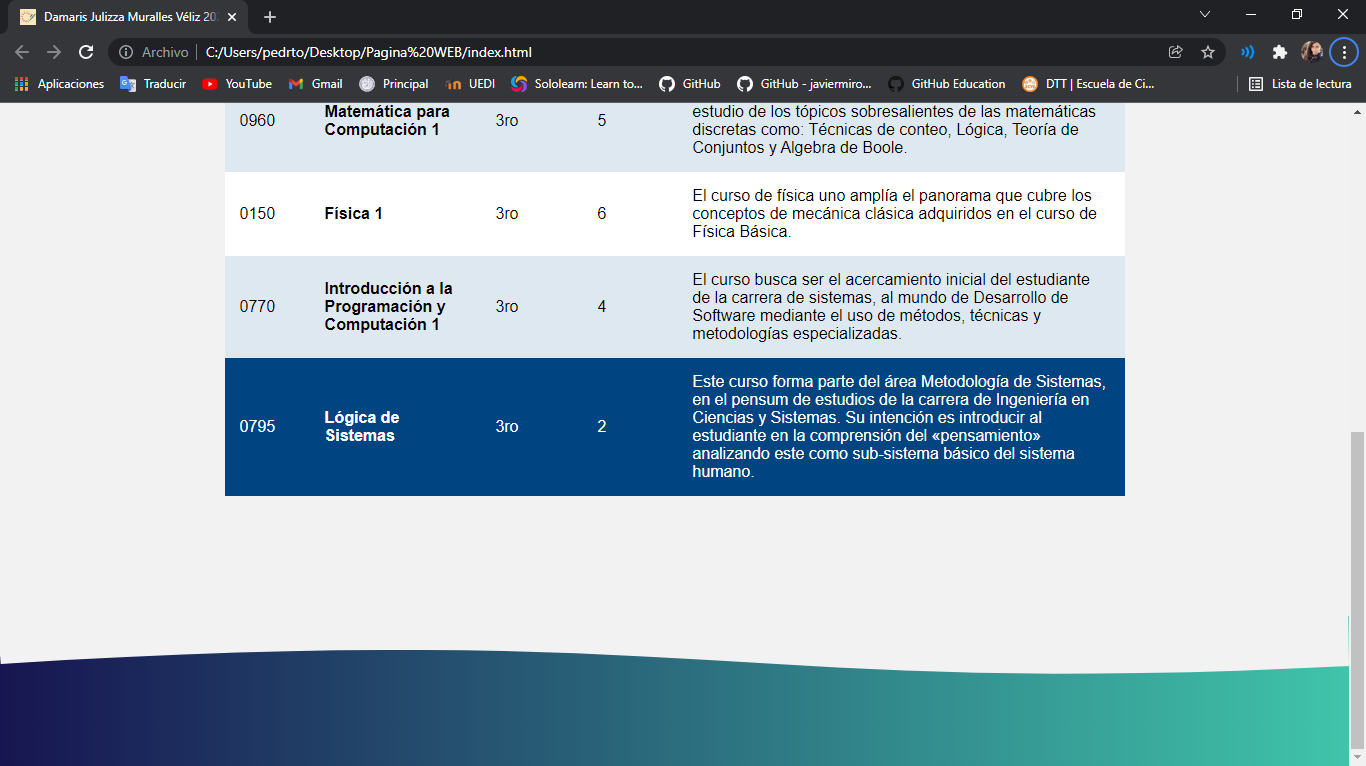 Damaris Julizza Muralles Véliz 20
Archivo
C:/Users/pedrto/Desktop/Pagina%20WEB/index.html
Aplicaciones
Traducir
YouTube
Gmail
Principal
UEDI
Sololearn: Learn to...
GitHub
GitHub - javiermiro...
GitHub Education
DTT | Escuela de Ci...
Lista de lectura
0960
Matemática para
Computación 1
3ro
5
estudio de los tópicos sobresalientes de las matemáticas
discretas como: Técnicas de conteo, Lógica, Teoría de
Conjuntos y Algebra de Boole.
0150
Física 1
3ro
6
El curso de física uno amplía el panorama que cubre los
conceptos de mecánica clásica adquiridos en el curso de
Física Básica.
0770
Introducción a la
Programación y
Computación 1
3ro
4
El curso busca ser el acercamiento inicial del estudiante
de la carrera de sistemas, al mundo de Desarrollo de
Software mediante el uso de métodos, técnicas y
metodologías especializadas.
0795
Lógica de
Sistemas
3ro
2
Este curso forma parte del área Metodología de Sistemas,
en el pensum de estudios de la carrera de Ingeniería en
Ciencias y Sistemas. Su intención es introducir al
estudiante en la comprensión del «pensamiento»
analizando este como sub-sistema básico del sistema
humano.